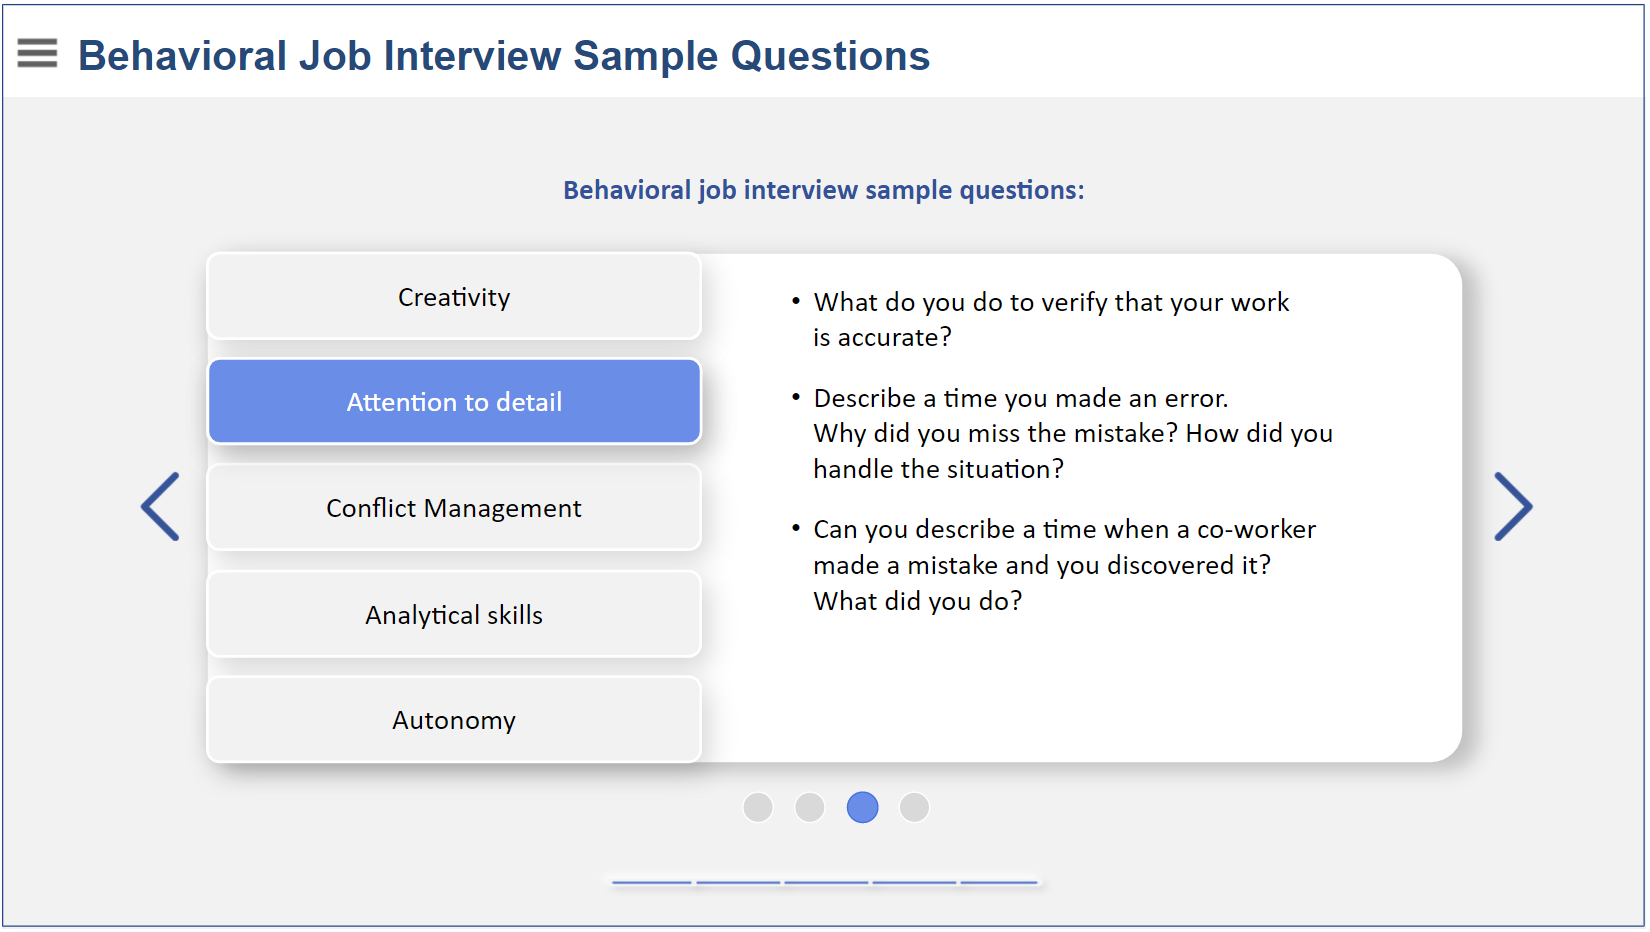 Behavioral Job Interview Sample Questions
Behavioral job interview sample questions:
Creativity
Attention to detail
Conflict Management
Analytical skills
Autonomy
• What do you do to verify that your work
is accurate?
• Describe a time you made an error.
Why did you miss the mistake? How did you
handle the situation?
• Can you describe a time when a co-worker
made a mistake and you discovered it?
What did you do?